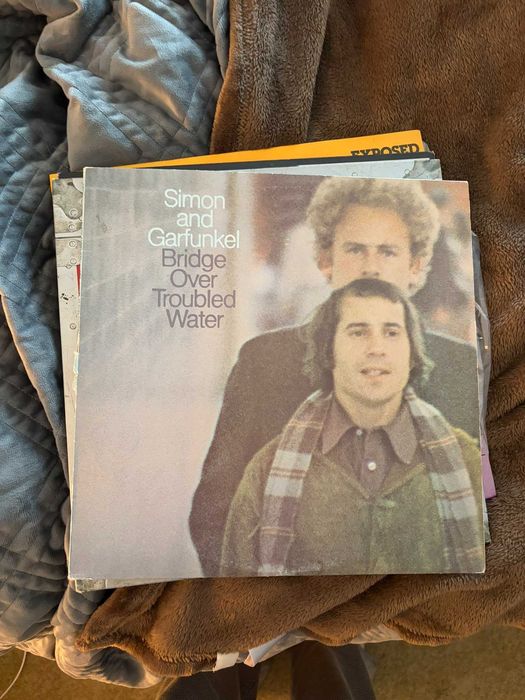 EXPOSED
Simon
and
Garfunkel
Bridge
Over
Troubled
Water